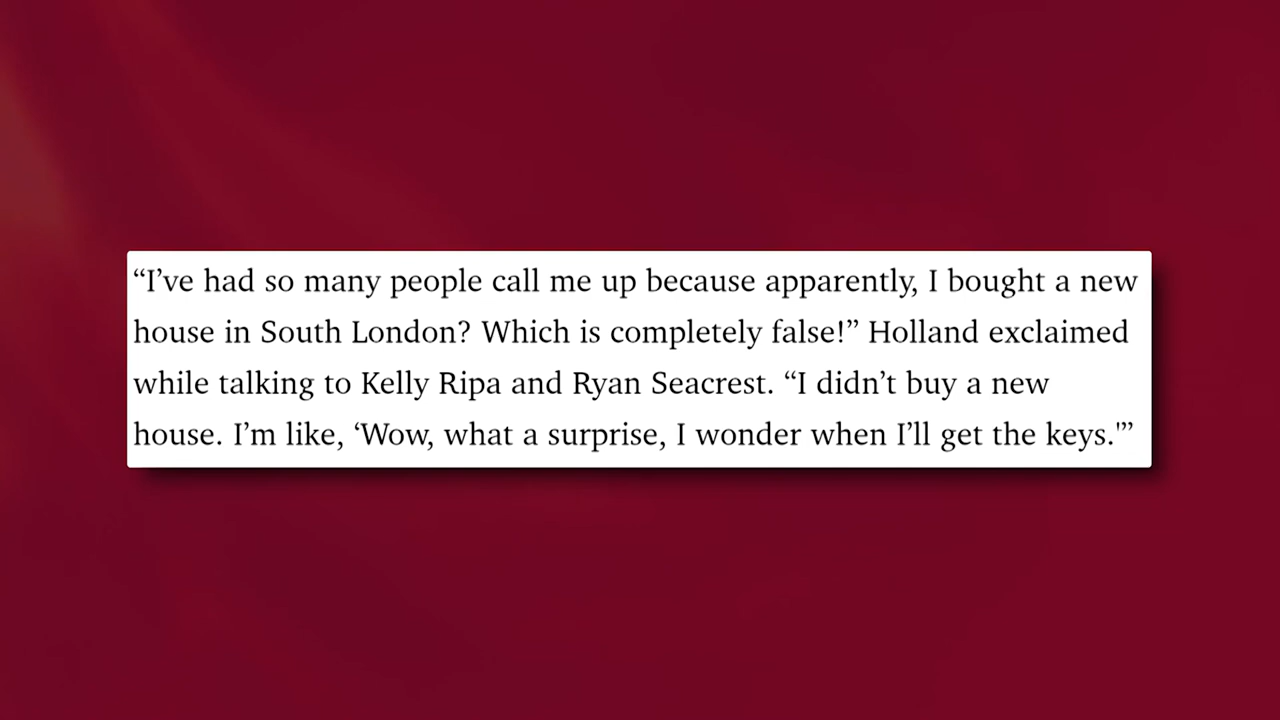 “I’ve had so many people call me up because apparently, I bought a new
house in South London? Which is completely false!” Holland exclaimed
while talking to Kelly Ripa and Ryan Seacrest. “I didn’t buy a new
house. I’m like, ‘Wow, what a surprise, I wonder when I’ll get the keys.'”